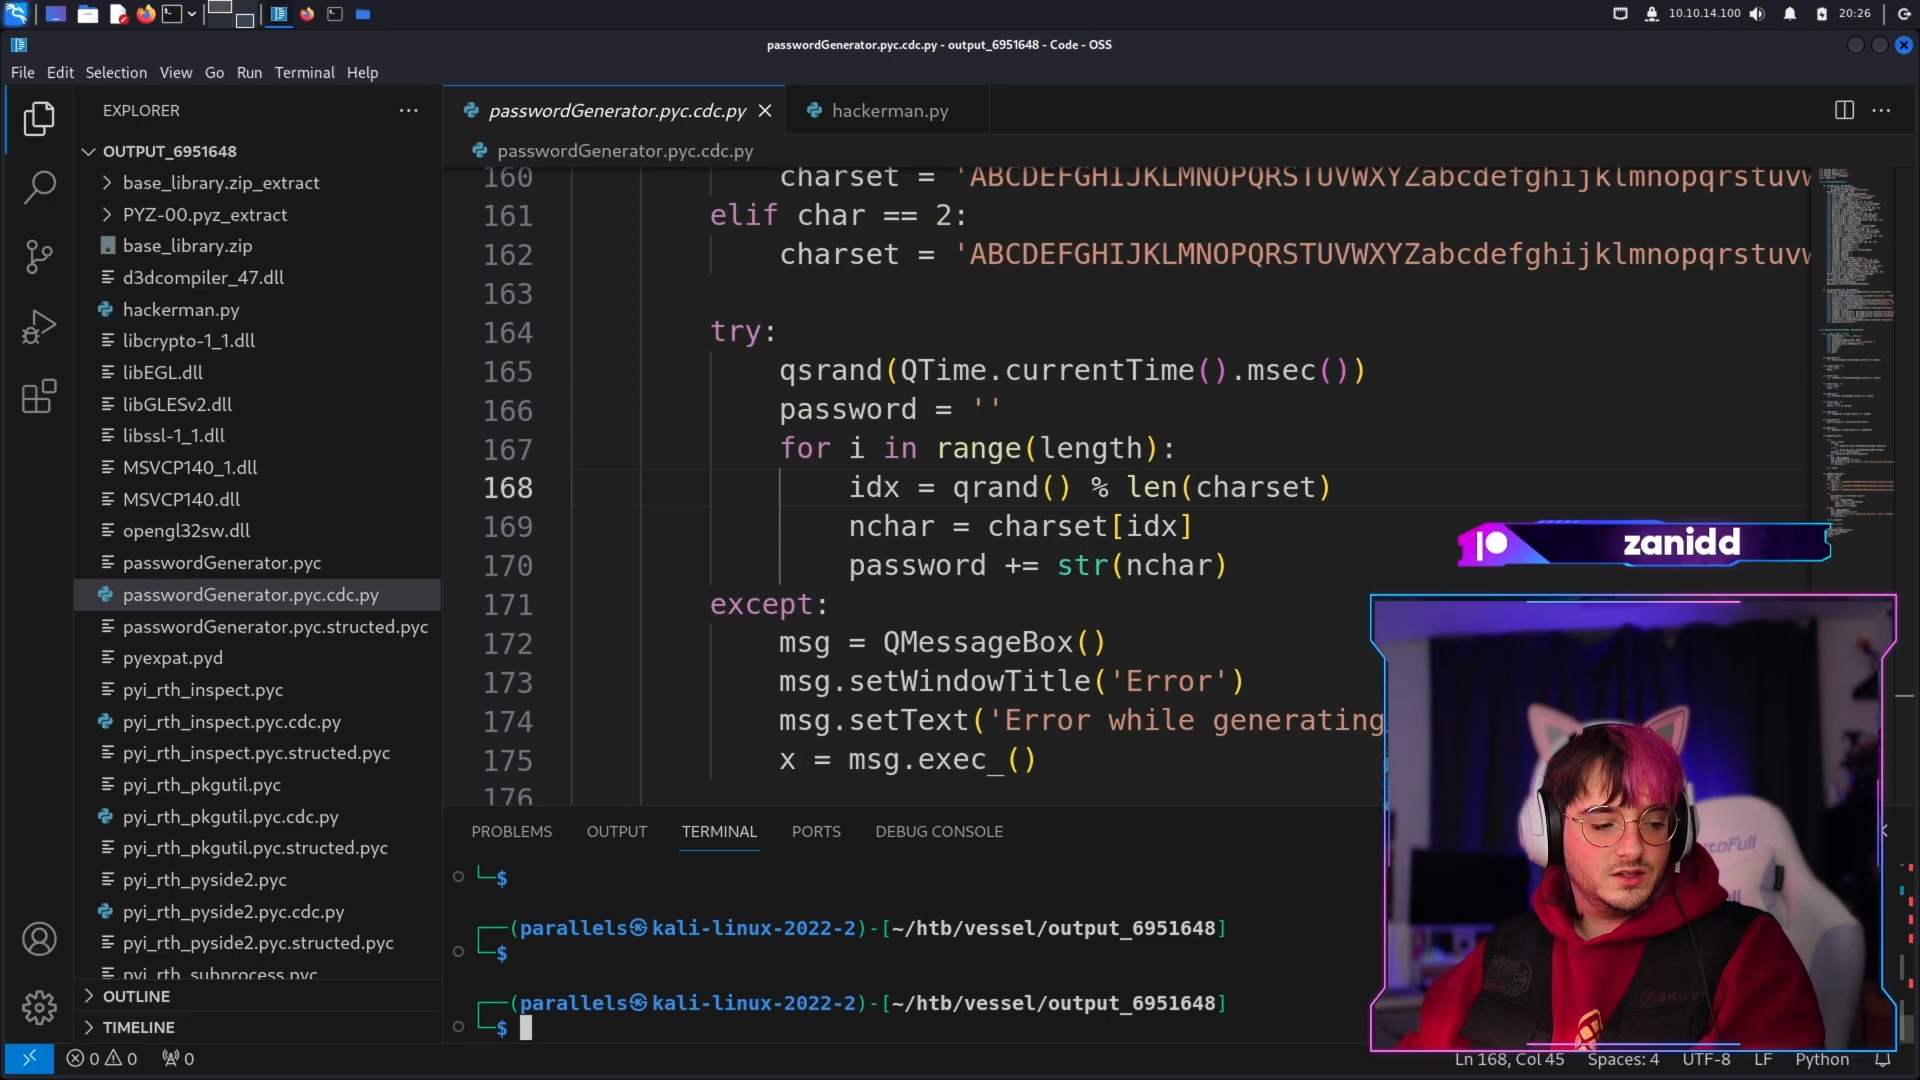 10.10.14.100
20:26
passwordGenerator.pyc.cdc.py - output_6951648 - Code - OSS
File Edit Selection View Go Run Terminal Help
EXPLORER
OUTPUT_6951648
base_library.zip_extract
PYZ-00.pyz_extract
base_library.zip
d3dcompiler_47.dll
hackerman.py
libcrypto-1_1.dll
libEGL.dll
libGLESv2.dll
libssl-1_1.dll
MSVCP140_1.dll
MSVCP140.dll
opengl32sw.dll
passwordGenerator.pyc
passwordGenerator.pyc.cdc.py
passwordGenerator.pyc.structed.pyc
pyexpat.pyd
pyi_rth_inspect.pyc
pyi_rth_inspect.pyc.cdc.py
pyi_rth_inspect.pyc.structed.pyc
pyi_rth_pkgutil.pyc
pyi_rth_pkgutil.pyc.cdc.py
pyi_rth_pkgutil.pyc.structed.pyc
pyi_rth_pyside2.pyc
pyi_rth_pyside2.pyc.cdc.py
pyi_rth_pyside2.pyc.structed.pyc
pyi_rth_subprocess.pyc
OUTLINE
TIMELINE
passwordGenerator.pyc.cdc.py
hackerman.py
passwordGenerator.pyc.cdc.py
160 charset = 'ABCDEFGHIJKLMNOPQRSTUVWXYZabcdefghijklmnopqrstuvw
161 elif char == 2:
162 charset = 'ABCDEFGHIJKLMNOPQRSTUVWXYZabcdefghijklmnopqrstuvw
163
164 try:
165 qsrand(QTime.currentTime().msec())
166 password = ''
167 for i in range(length):
168 idx = qrand() % len(charset)
169 nchar = charset[idx]
170 password += str(nchar)
171 except:
172 msg = QMessageBox()
173 msg.setWindowTitle('Error')
174 msg.setText('Error while generating
175 x = msg.exec_()
176
zanidd
PROBLEMS OUTPUT TERMINAL PORTS DEBUG CONSOLE
└─$
┌──(parallels㉿kali-linux-2022-2)-[~/htb/vessel/output_6951648]
└─$
┌──(parallels㉿kali-linux-2022-2)-[~/htb/vessel/output_6951648]
└─$
0 0 0
Ln 168, Col 45 Spaces: 4 UTF-8 LF Python